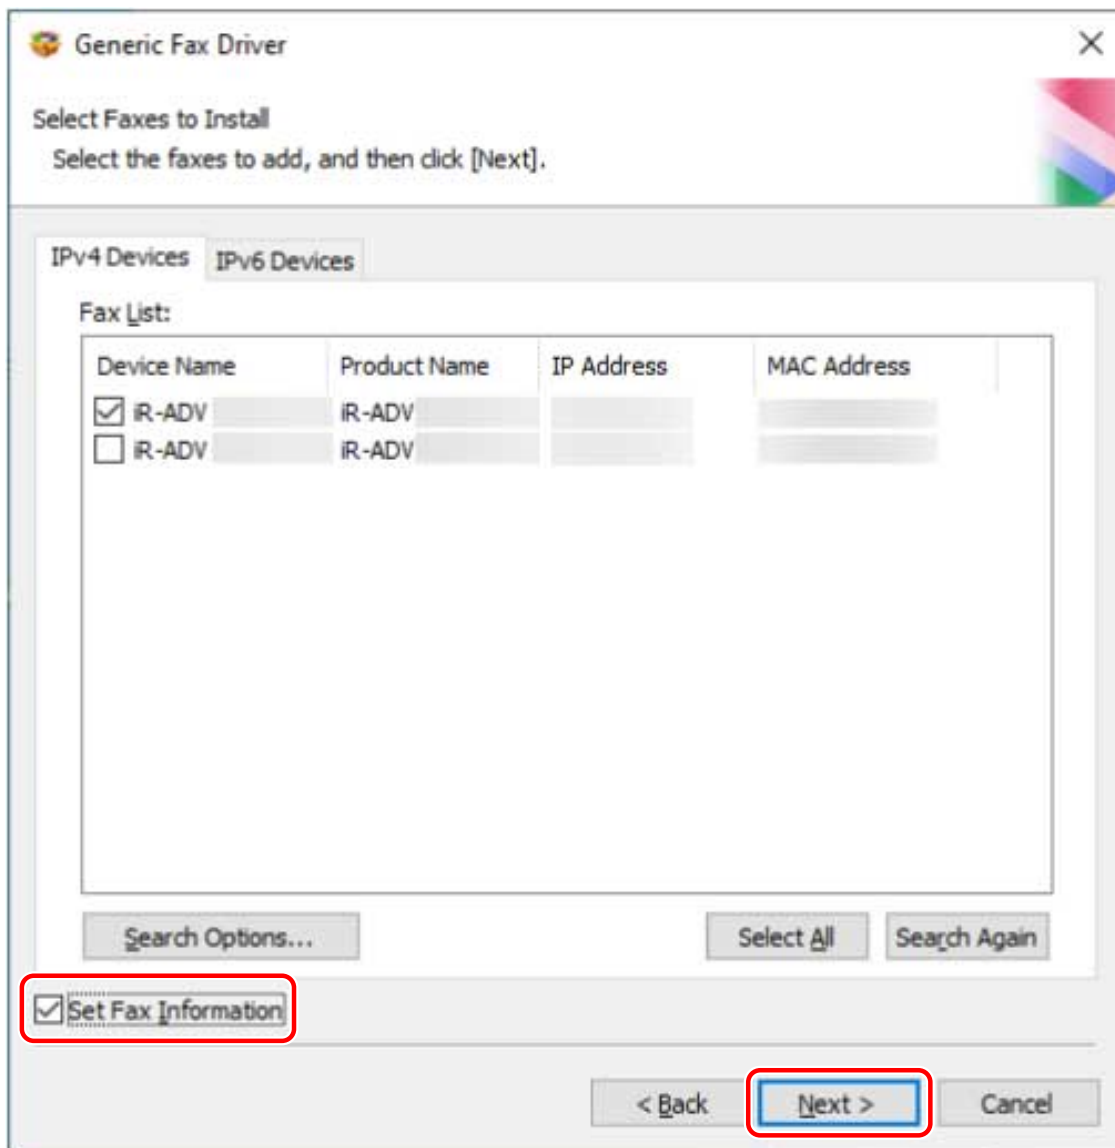 Generic Fax Driver
Select Faxes to Install
Select the faxes to add, and then click [Next].
IPv4 Devices IPv6 Devices
Fax List:
Device Name Product Name IP Address MAC Address
iR-ADV iR-ADV
iR-ADV iR-ADV
Search Options... Select All Search Again
Set Fax Information
< Back Next > Cancel